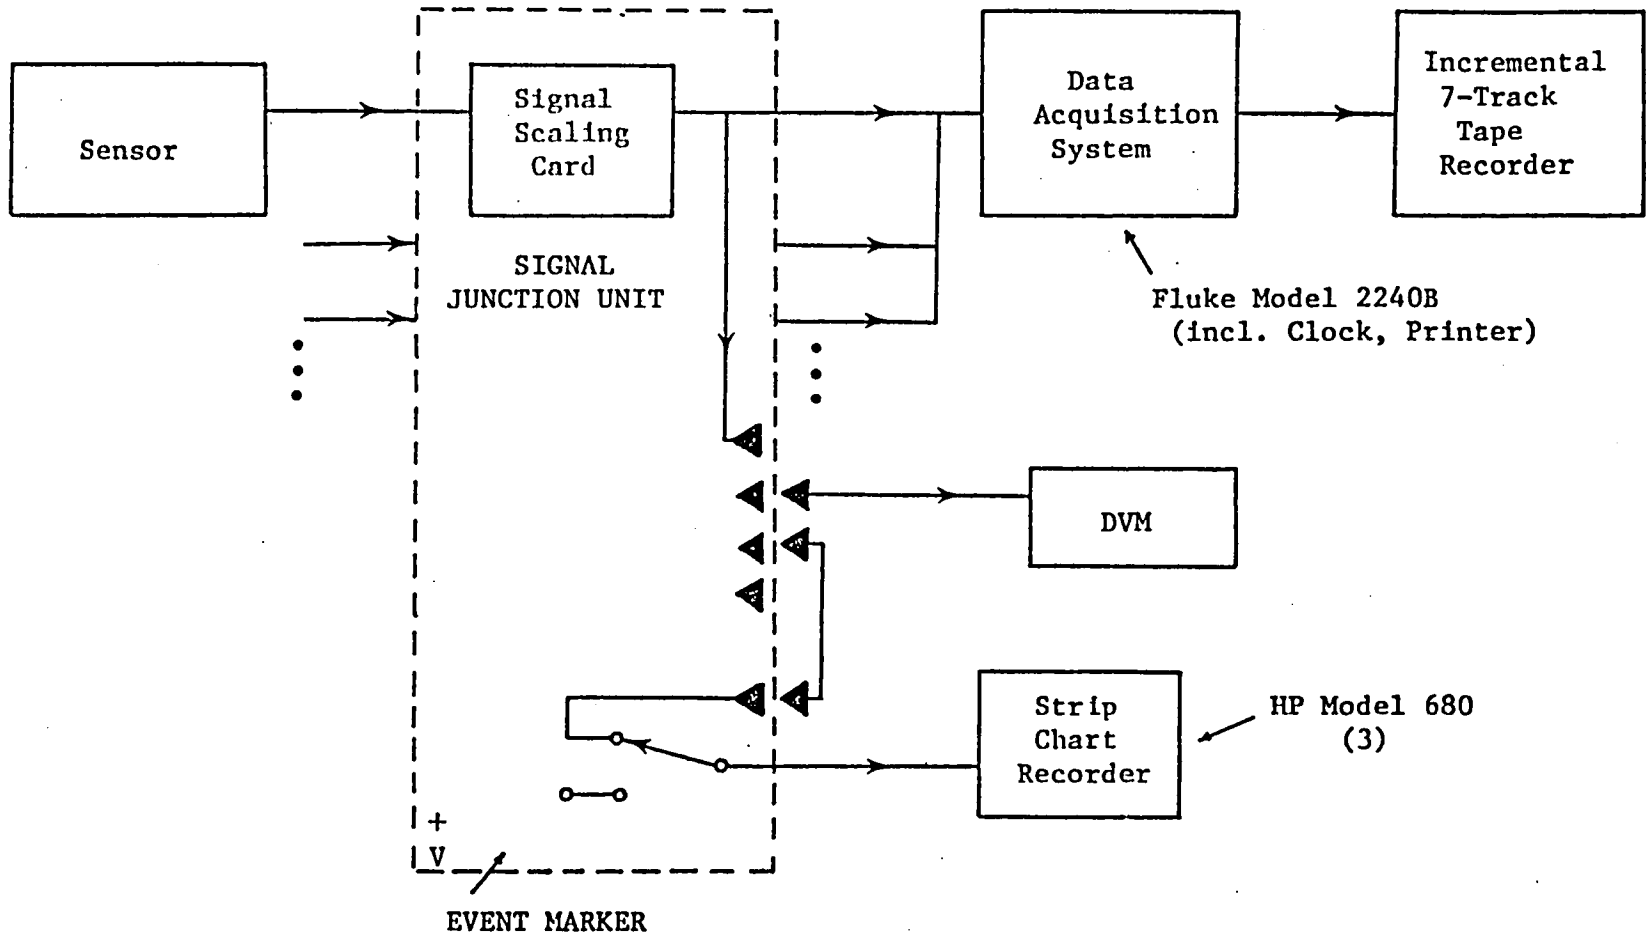 Sensor
Signal
Scaling
Card
SIGNAL
JUNCTION UNIT
Data
Acquisition
System
Incremental
7-Track
Tape
Recorder
Fluke Model 2240B
(incl. Clock, Printer)
DVM
Strip
Chart
Recorder
HP Model 680
(3)
+
V
EVENT MARKER